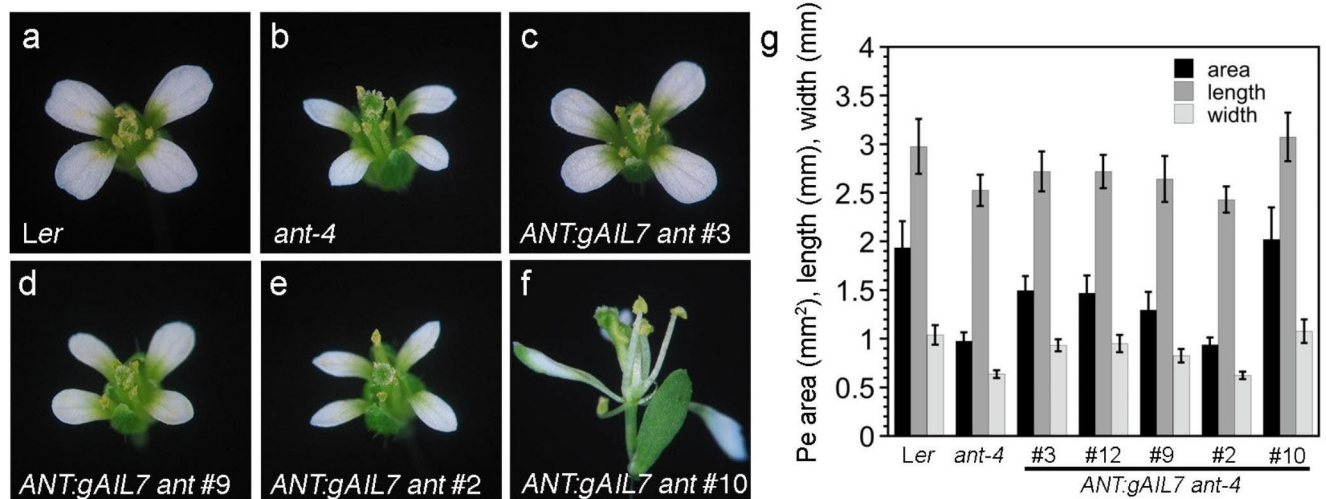 a
Ler
b
ant-4
c
ANT:gAIL7 ant #3
d
ANT:gAIL7 ant #9
e
ANT:gAIL7 ant #2
f
ANT:gAIL7 ant #10
g
Pe area (mm²), length (mm), width (mm)
4
3.5
3
2.5
2
1.5
1
0.5
0
area
length
width
Ler ant-4 #3 #12 #9 #2 #10
ANT:gAIL7 ant-4